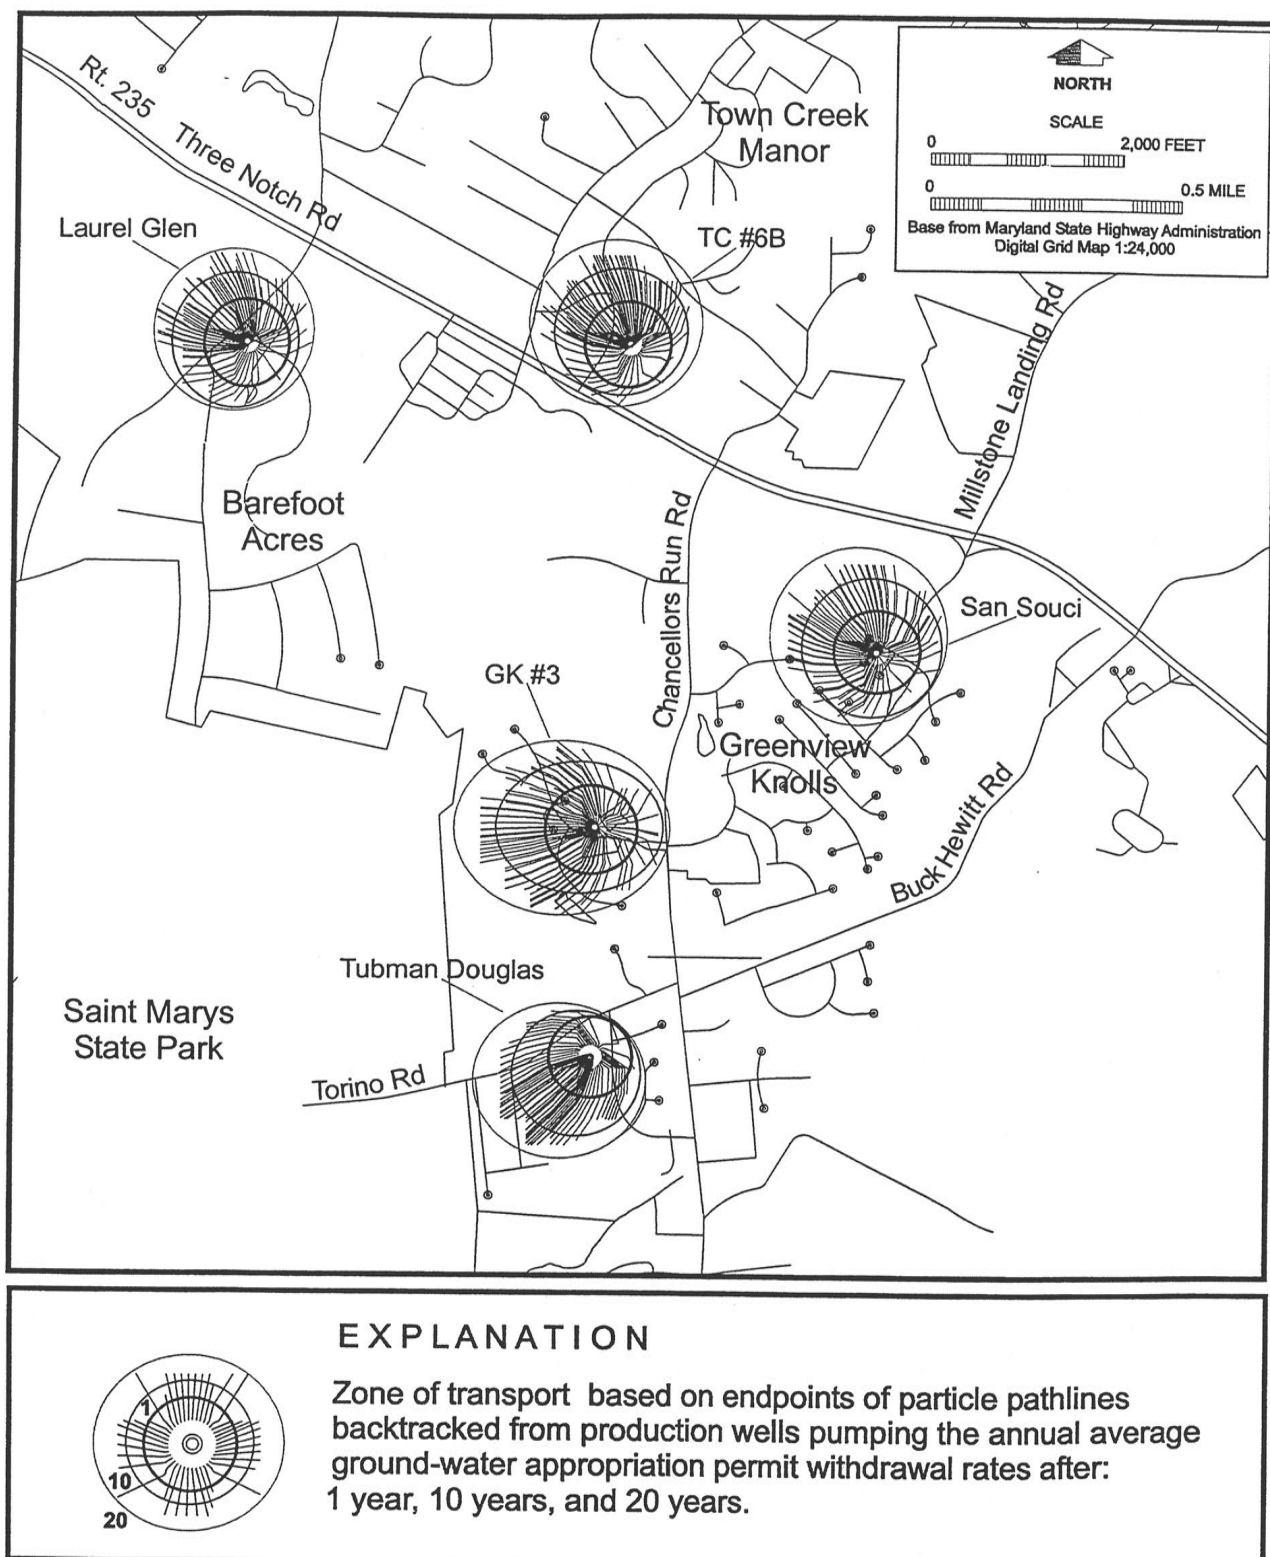 Rt. 235
Three Notch Rd
Town Creek
Manor
NORTH
SCALE
0 2,000 FEET
0 0.5 MILE
Base from Maryland State Highway Administration
Digital Grid Map 1:24,000
Laurel Glen
TC #6B
Millstone Landing Rd
Barefoot
Acres
Chancellors Run Rd
San Souci
GK #3
Greenview
Knolls
Buck Hewitt Rd
Tubman Douglas
Saint Marys
State Park
Torino Rd
EXPLANATION
1
10
20
Zone of transport based on endpoints of particle pathlines
backtracked from production wells pumping the annual average
ground-water appropriation permit withdrawal rates after:
1 year, 10 years, and 20 years.